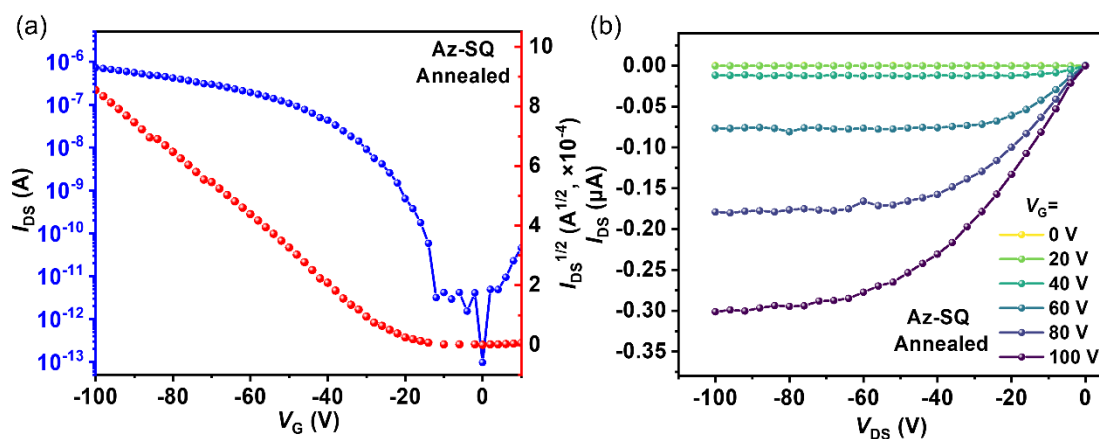 (a)
Az-SQ
Annealed
10⁻⁶
10⁻⁷
10⁻⁸
10⁻⁹
10⁻¹⁰
10⁻¹¹
10⁻¹²
10⁻¹³
I_DS (A)
10
8
6
4
2
0
I_DS^1/2 (A^1/2, ×10⁻⁴)
-100 -80 -60 -40 -20 0
V_G (V)
(b)
0.00
-0.05
-0.10
-0.15
-0.20
-0.25
-0.30
-0.35
I_DS (μA)
V_G=
0 V
20 V
40 V
60 V
80 V
100 V
Az-SQ
Annealed
-100 -80 -60 -40 -20 0
V_DS (V)